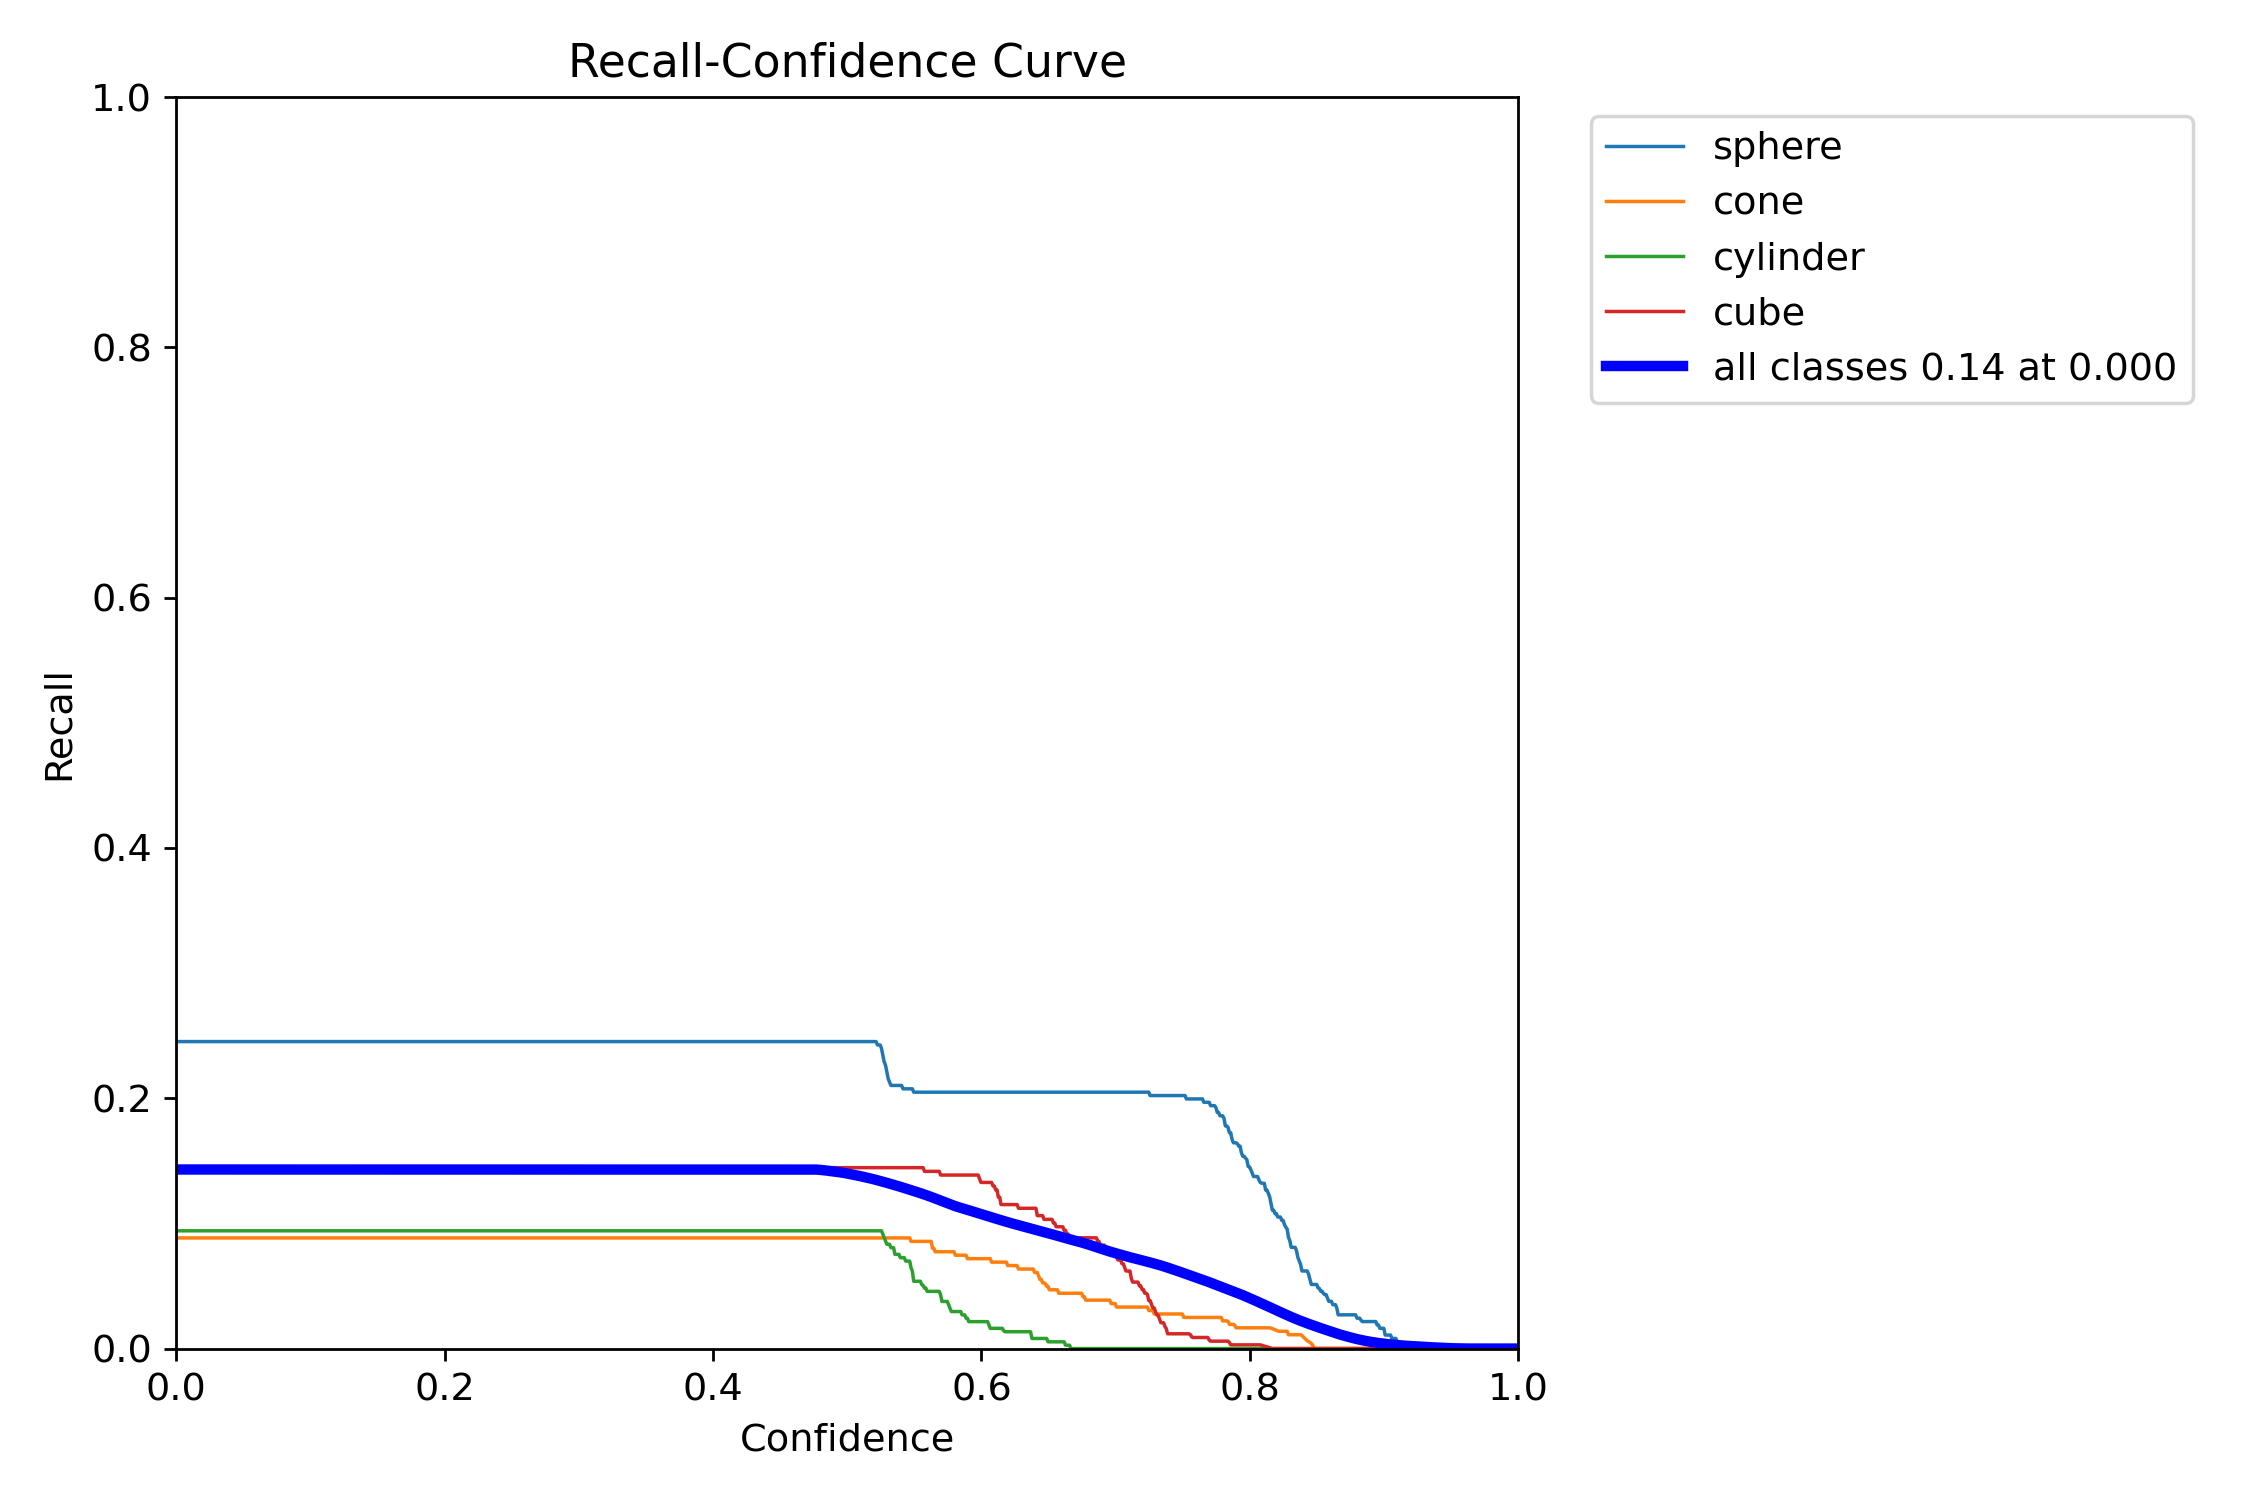 Recall-Confidence Curve
1.0
0.8
0.6
0.4
0.2
0.0
Recall
0.0 0.2 0.4 0.6 0.8 1.0
Confidence
sphere
cone
cylinder
cube
all classes 0.14 at 0.000